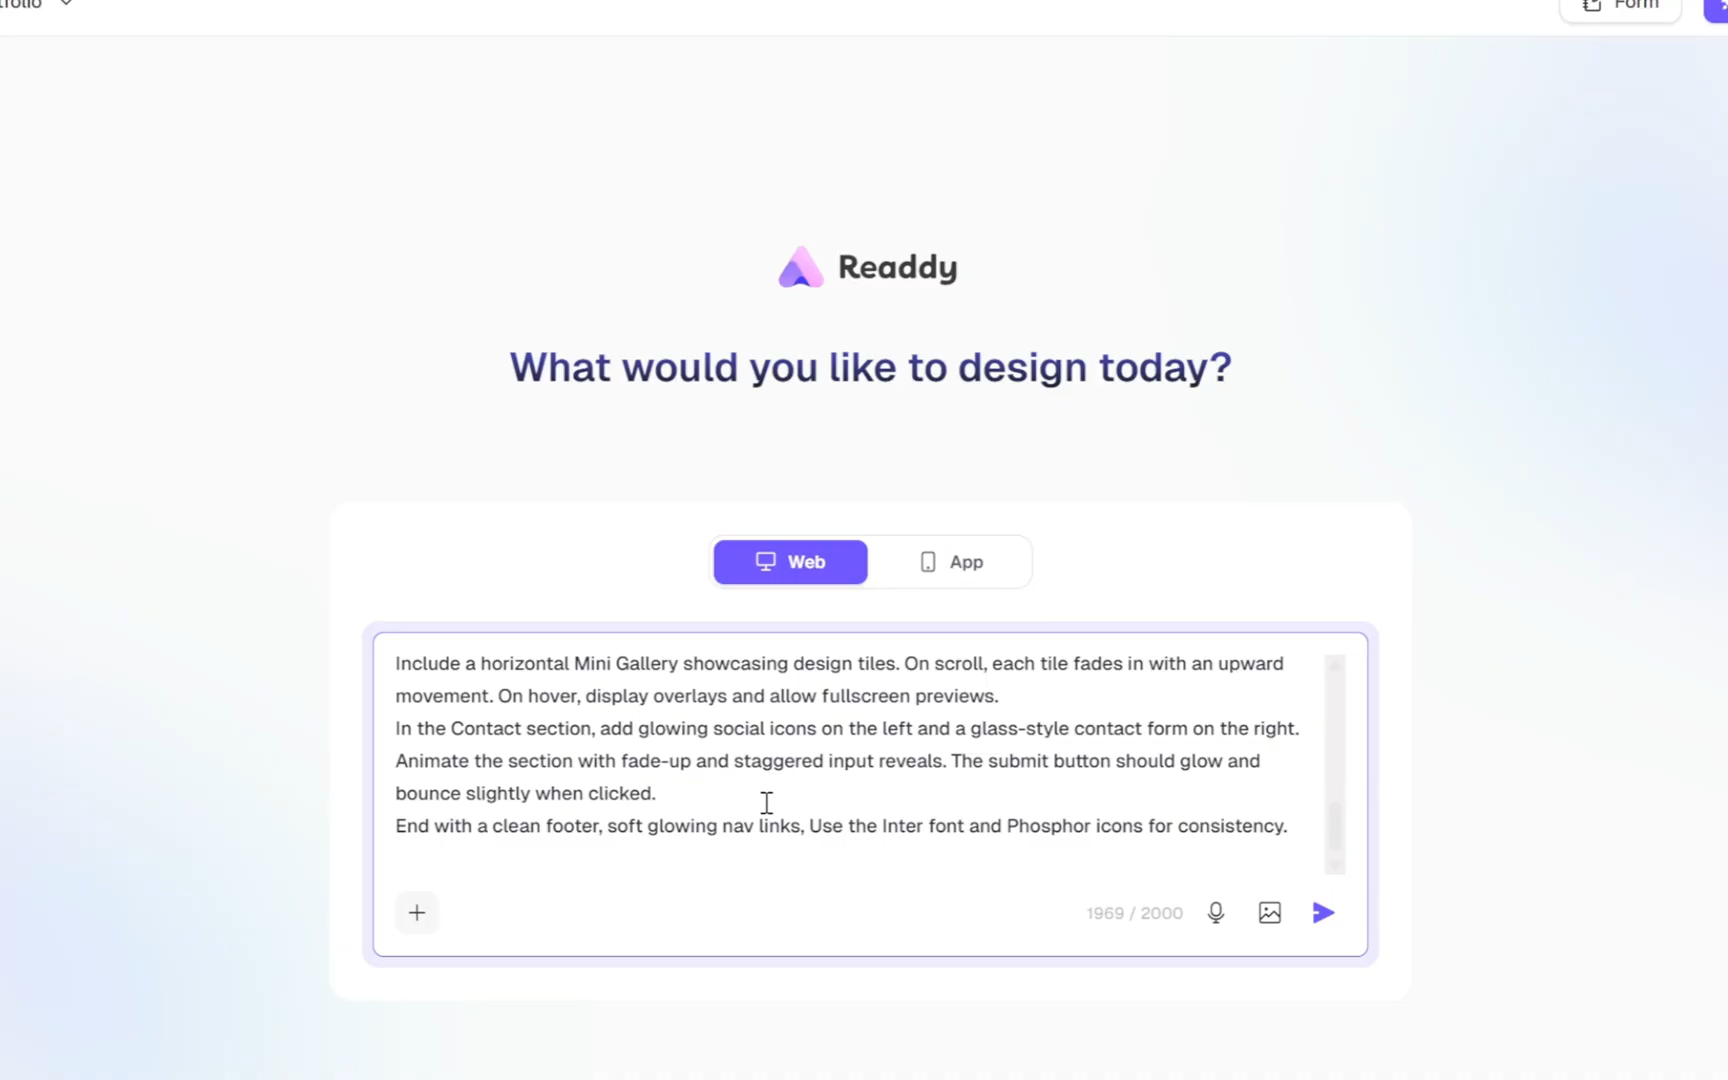 Form
Readdy
What would you like to design today?
Web
App
Include a horizontal Mini Gallery showcasing design tiles. On scroll, each tile fades in with an upward
movement. On hover, display overlays and allow fullscreen previews.
In the Contact section, add glowing social icons on the left and a glass-style contact form on the right.
Animate the section with fade-up and staggered input reveals. The submit button should glow and
bounce slightly when clicked.
End with a clean footer, soft glowing nav links, Use the Inter font and Phosphor icons for consistency.
1969 / 2000